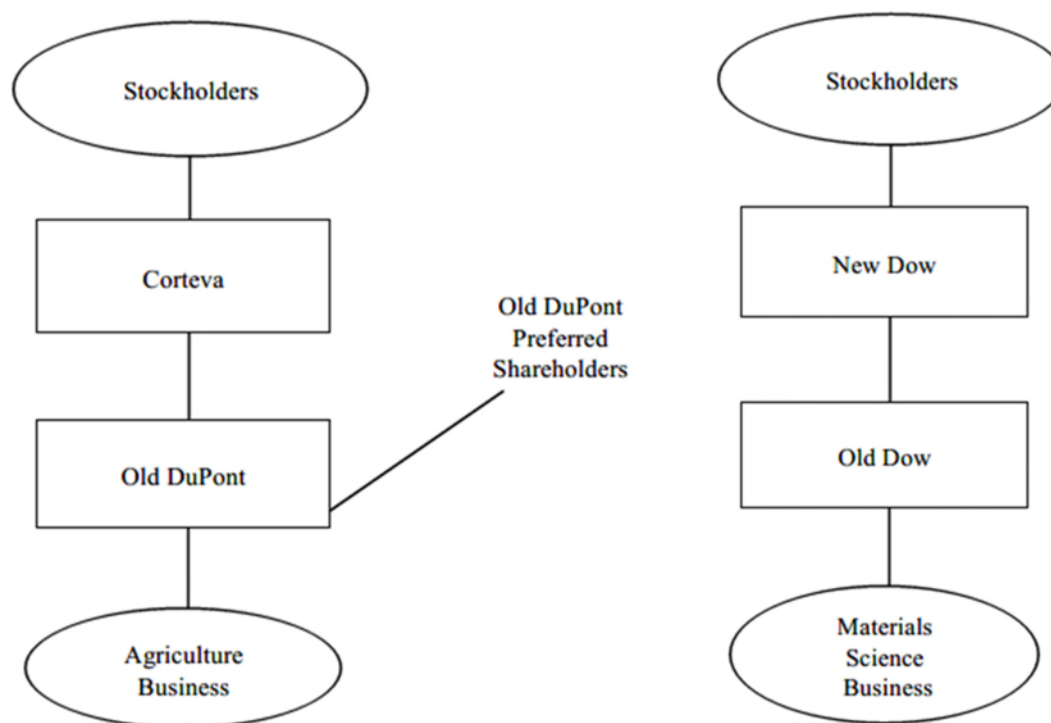 Stockholders
Corteva
Old DuPont
Agriculture
Business
Old DuPont
Preferred
Shareholders
Stockholders
New Dow
Old Dow
Materials
Science
Business